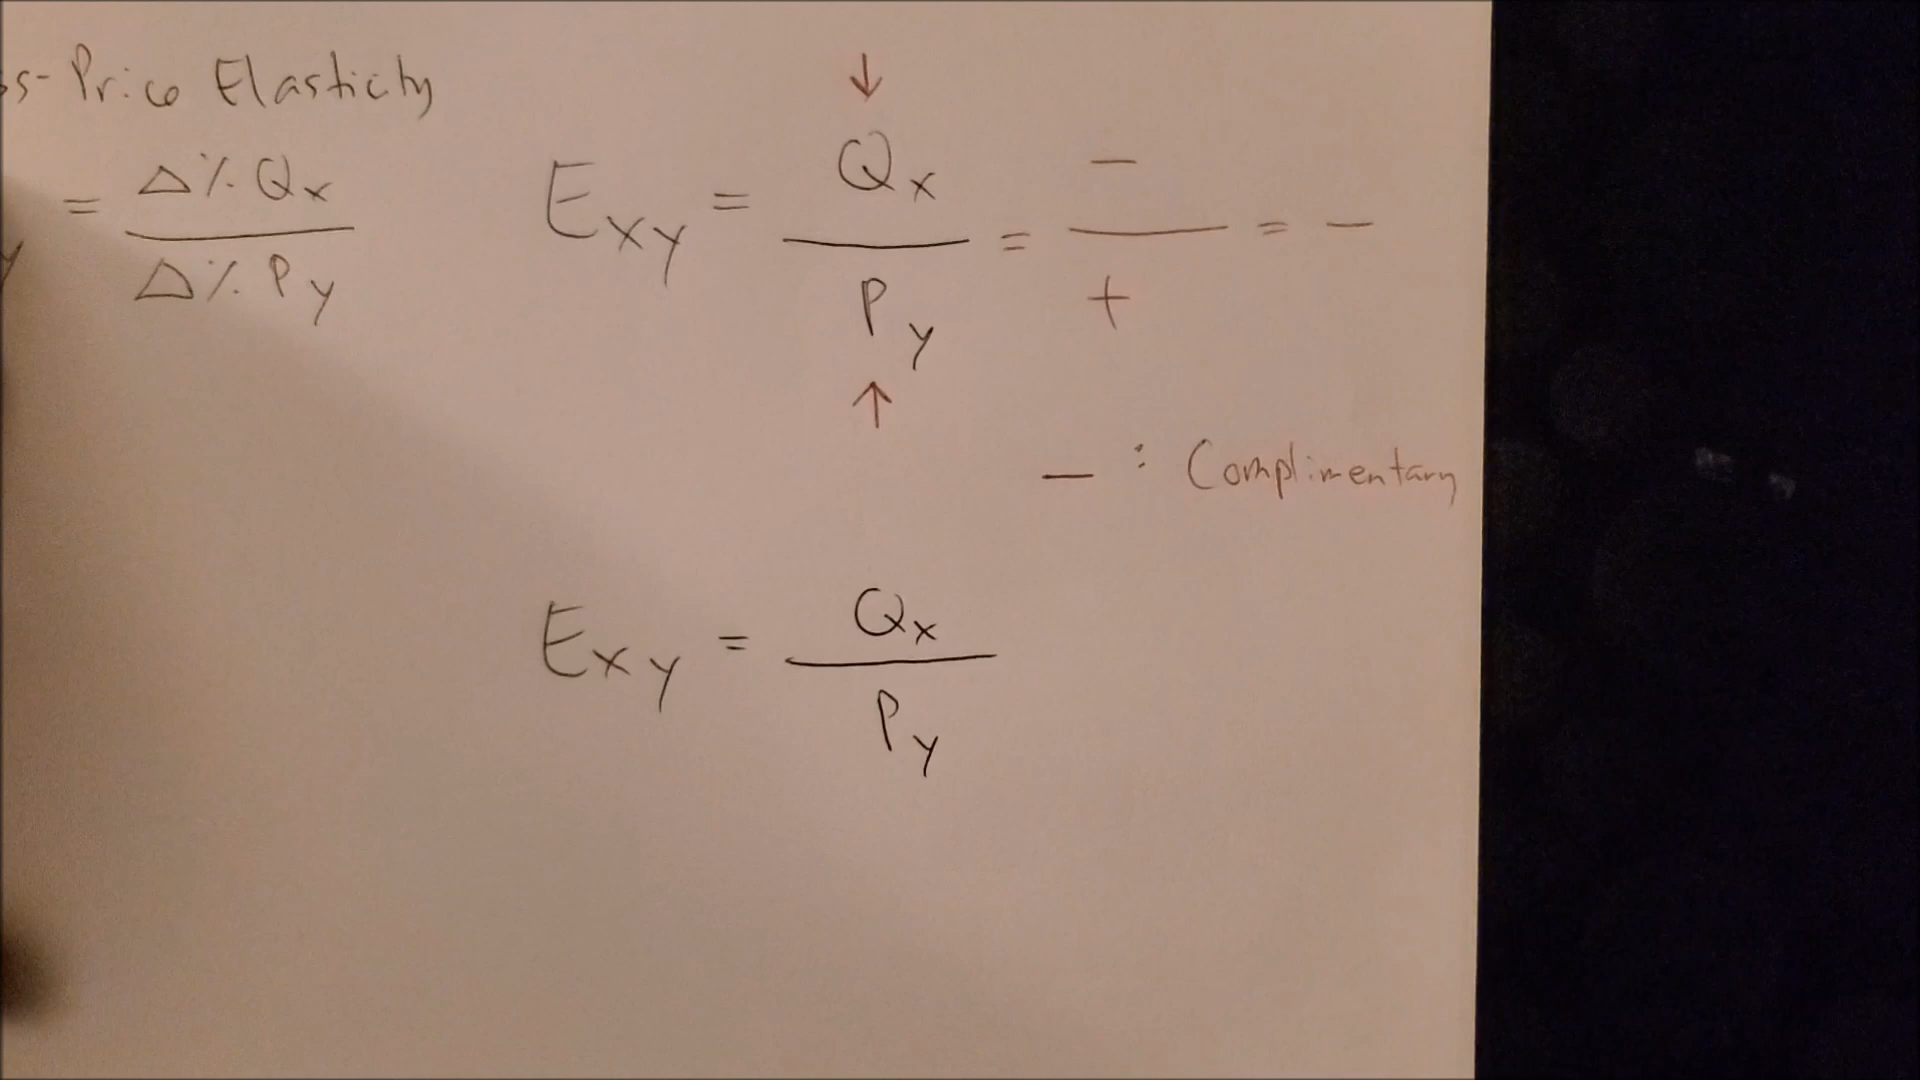 s-Price Elasticity
= Δ% Qx / Δ% Py
y
↓
Exy = Qx / Py = - / + = -
↑
- : Complimentary
Exy = Qx / Py